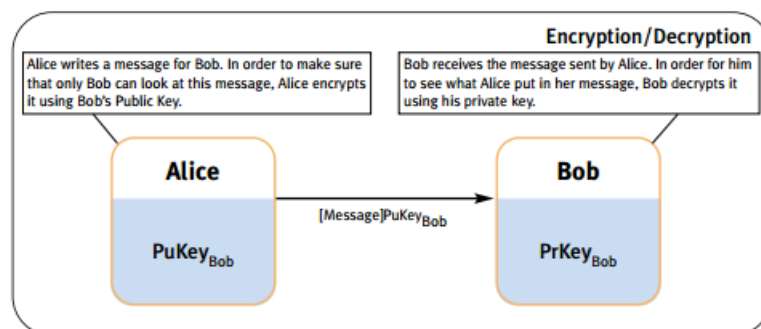 Encryption/Decryption
Alice writes a message for Bob. In order to make sure
that only Bob can look at this message, Alice encrypts
it using Bob's Public Key.
Bob receives the message sent by Alice. In order for him
to see what Alice put in her message, Bob decrypts it
using his private key.
Alice
PuKeyBob
[Message]PuKeyBob
Bob
PrKeyBob